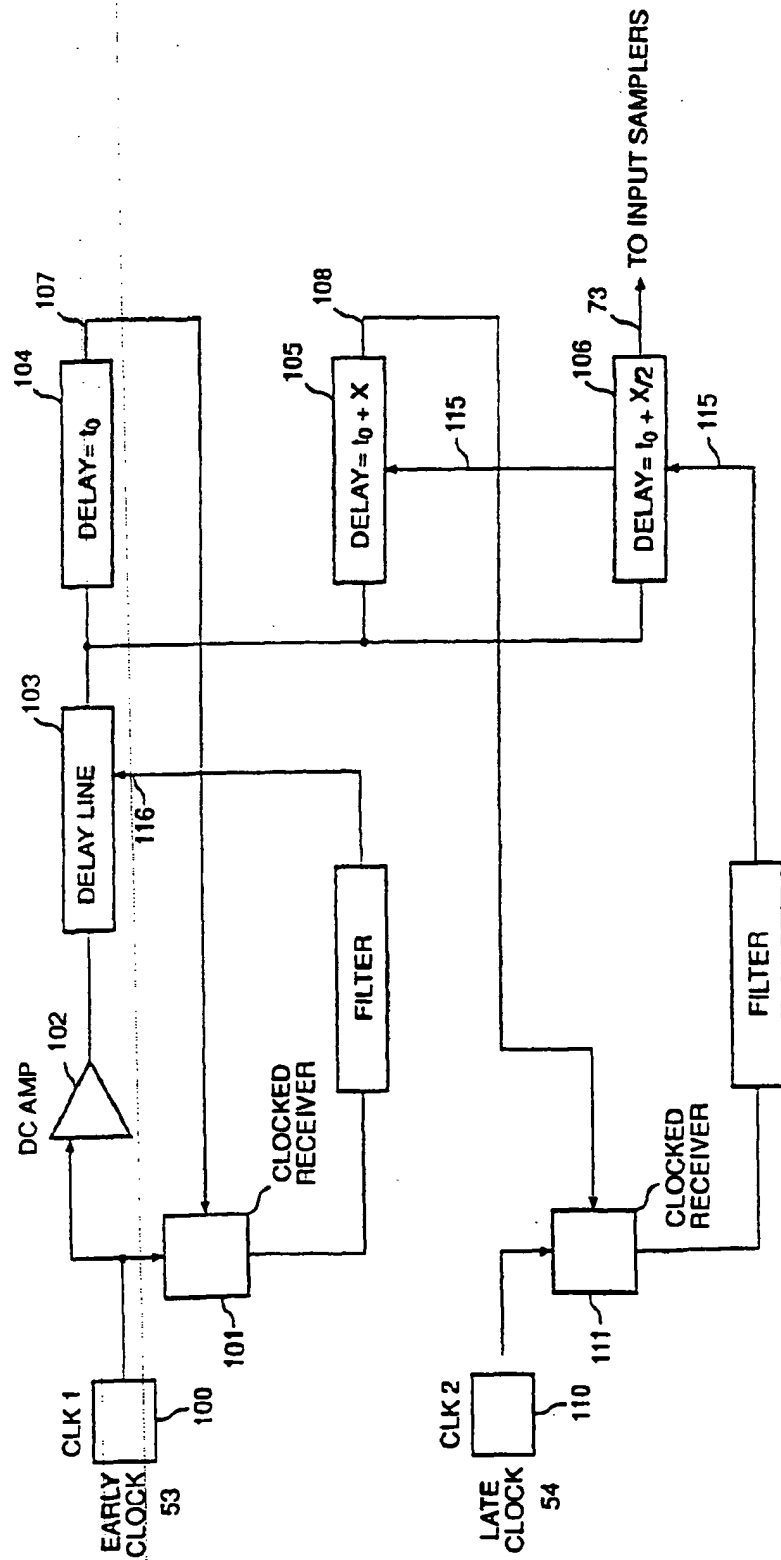 CLK 1
EARLY
CLOCK
53
100
101
CLOCKED
RECEIVER
DC AMP
102
DELAY LINE
103
116
FILTER
DELAY= t₀
104
107
DELAY= t₀ + X
105
108
115
DELAY= t₀ + X/2
106
115
73
TO INPUT SAMPLERS
CLK 2
LATE
CLOCK
54
110
111
CLOCKED
RECEIVER
FILTER